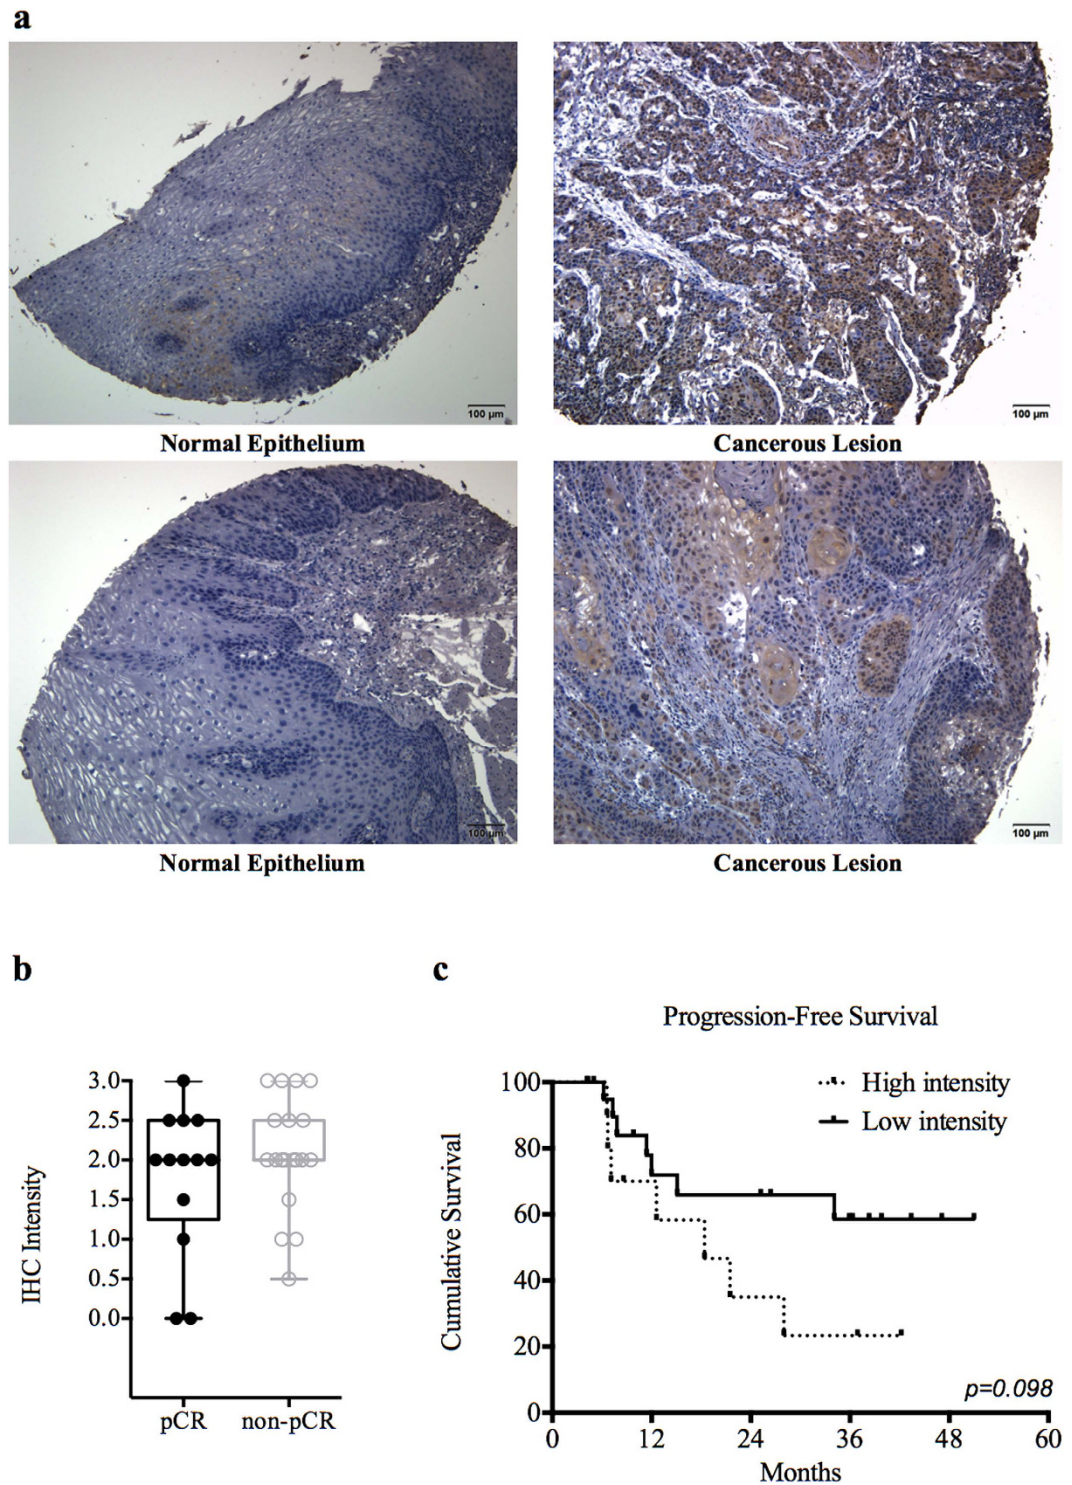 a
100 µm
100 µm
Normal Epithelium
Cancerous Lesion
100 µm
100 µm
Normal Epithelium
Cancerous Lesion
b
c
Progression-Free Survival
IHC Intensity
3.0
2.5
2.0
1.5
1.0
0.5
0.0
pCR
non-pCR
Cumulative Survival
100
80
60
40
20
0
High intensity
Low intensity
p=0.098
0
12
24
36
48
60
Months